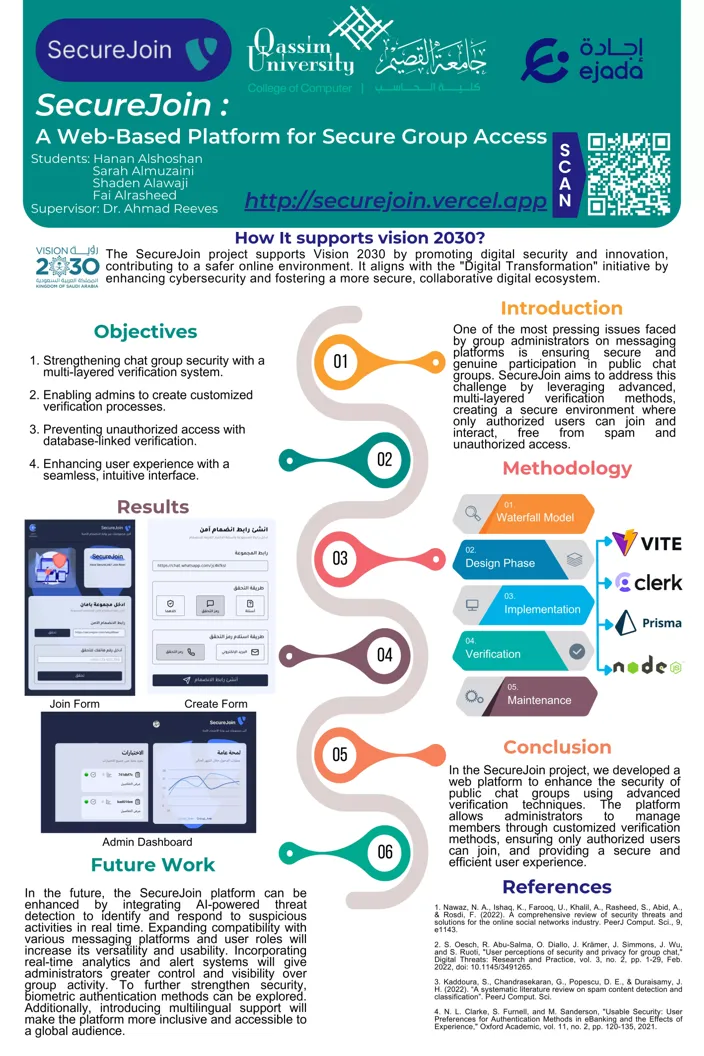 SecureJoin
Qassim
University
جامعة القصيم
College of Computer | كلية الحاسب
إجادة
ejada
SecureJoin :
A Web-Based Platform for Secure Group Access
Students: Hanan Alshoshan
Sarah Almuzaini
Shaden Alawaji
Fai Alrasheed
Supervisor: Dr. Ahmad Reeves
http://securejoin.vercel.app
SCAN
How It supports vision 2030?
VISION رؤية
2030
المملكة العربية السعودية
KINGDOM OF SAUDI ARABIA
The SecureJoin project supports Vision 2030 by promoting digital security and innovation,
contributing to a safer online environment. It aligns with the "Digital Transformation" initiative by
enhancing cybersecurity and fostering a more secure, collaborative digital ecosystem.
Objectives
1. Strengthening chat group security with a
multi-layered verification system.
2. Enabling admins to create customized
verification processes.
3. Preventing unauthorized access with
database-linked verification.
4. Enhancing user experience with a
seamless, intuitive interface.
01
02
03
04
05
06
Introduction
One of the most pressing issues faced
by group administrators on messaging
platforms is ensuring secure and
genuine participation in public chat
groups. SecureJoin aims to address this
challenge by leveraging advanced,
multi-layered verification methods,
creating a secure environment where
only authorized users can join and
interact, free from spam and
unauthorized access.
Results
SecureJoin
SecureJoin
ادخل مجموعة بأمان
رابط الانضمام الآمن
تحقق
أدخل رقم هاتفك للتحقق
تحقق
Join Form
أنشئ رابط انضمام آمن
رابط المجموعة
طريقة التحقق
رمز التحقق
أسئلة
طريقة استلام رمز التحقق
رمز التحقق
البريد الإلكتروني
أنشئ رابط الانضمام
Create Form
SecureJoin
الاختبارات
لمحة عامة
Admin Dashboard
Methodology
01.
Waterfall Model
02.
Design Phase
03.
Implementation
04.
Verification
05.
Maintenance
VITE
clerk
Prisma
node
JS
Conclusion
In the SecureJoin project, we developed a
web platform to enhance the security of
public chat groups using advanced
verification techniques. The platform
allows administrators to manage
members through customized verification
methods, ensuring only authorized users
can join, and providing a secure and
efficient user experience.
Future Work
In the future, the SecureJoin platform can be
enhanced by integrating AI-powered threat
detection to identify and respond to suspicious
activities in real time. Expanding compatibility with
various messaging platforms and user roles will
increase its versatility and usability. Incorporating
real-time analytics and alert systems will give
administrators greater control and visibility over
group activity. To further strengthen security,
biometric authentication methods can be explored.
Additionally, introducing multilingual support will
make the platform more inclusive and accessible to
a global audience.
References
1. Nawaz, N. A., Ishaq, K., Farooq, U., Khalil, A., Rasheed, S., Abid, A.,
& Rosdi, F. (2022). A comprehensive review of security threats and
solutions for the online social networks industry. PeerJ Comput. Sci., 9,
e1143.
2. S. Oesch, R. Abu-Salma, O. Diallo, J. Krämer, J. Simmons, J. Wu,
and S. Ruoti, "User perceptions of security and privacy for group chat,"
Digital Threats: Research and Practice, vol. 3, no. 2, pp. 1-29, Feb.
2022, doi: 10.1145/3491265.
3. Kaddoura, S., Chandrasekaran, G., Popescu, D. E., & Duraisamy, J.
H. (2022). "A systematic literature review on spam content detection and
classification". PeerJ Comput. Sci.
4. N. L. Clarke, S. Furnell, and M. Sanderson, "Usable Security: User
Preferences for Authentication Methods in eBanking and the Effects of
Experience," Oxford Academic, vol. 11, no. 2, pp. 120-135, 2021.